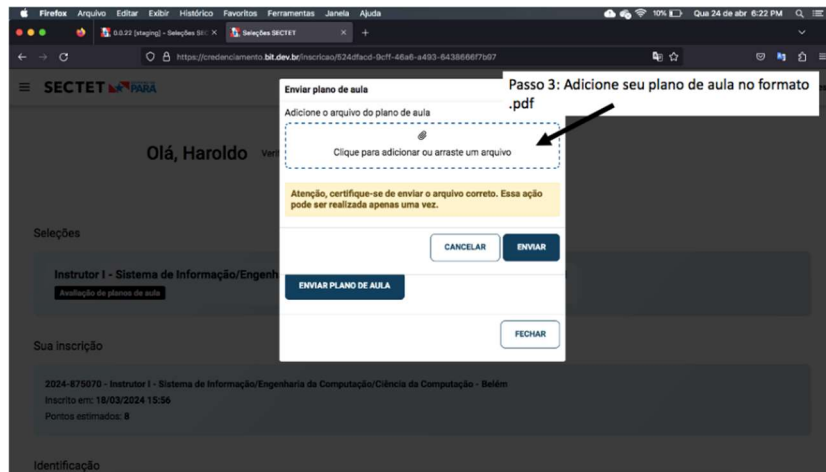 Firefox Arquivo Editar Exibir Histórico Favoritos Ferramentas Janela Ajuda
10% Qua 24 de abr 6:22 PM
0.0.22 [staging] - Seleções SEC
Seleções SECTET
https://credenciamento.bit.dev.br/inscricao/524dfacd-9cff-46a6-a493-6438666f7b97
SECTET PARÁ
Enviar plano de aula
Passo 3: Adicione seu plano de aula no formato
.pdf
Adicione o arquivo do plano de aula
Clique para adicionar ou arraste um arquivo
Olá, Haroldo
Atenção, certifique-se de enviar o arquivo correto. Essa ação
pode ser realizada apenas uma vez.
Seleções
CANCELAR ENVIAR
Instrutor I - Sistema de Informação/Engenh
Avaliação de planos de aula
ENVIAR PLANO DE AULA
FECHAR
Sua inscrição
2024-875070 - Instrutor I - Sistema de Informação/Engenharia da Computação/Ciência da Computação - Belém
Inscrito em: 18/03/2024 15:56
Pontos estimados: 8
Identificação